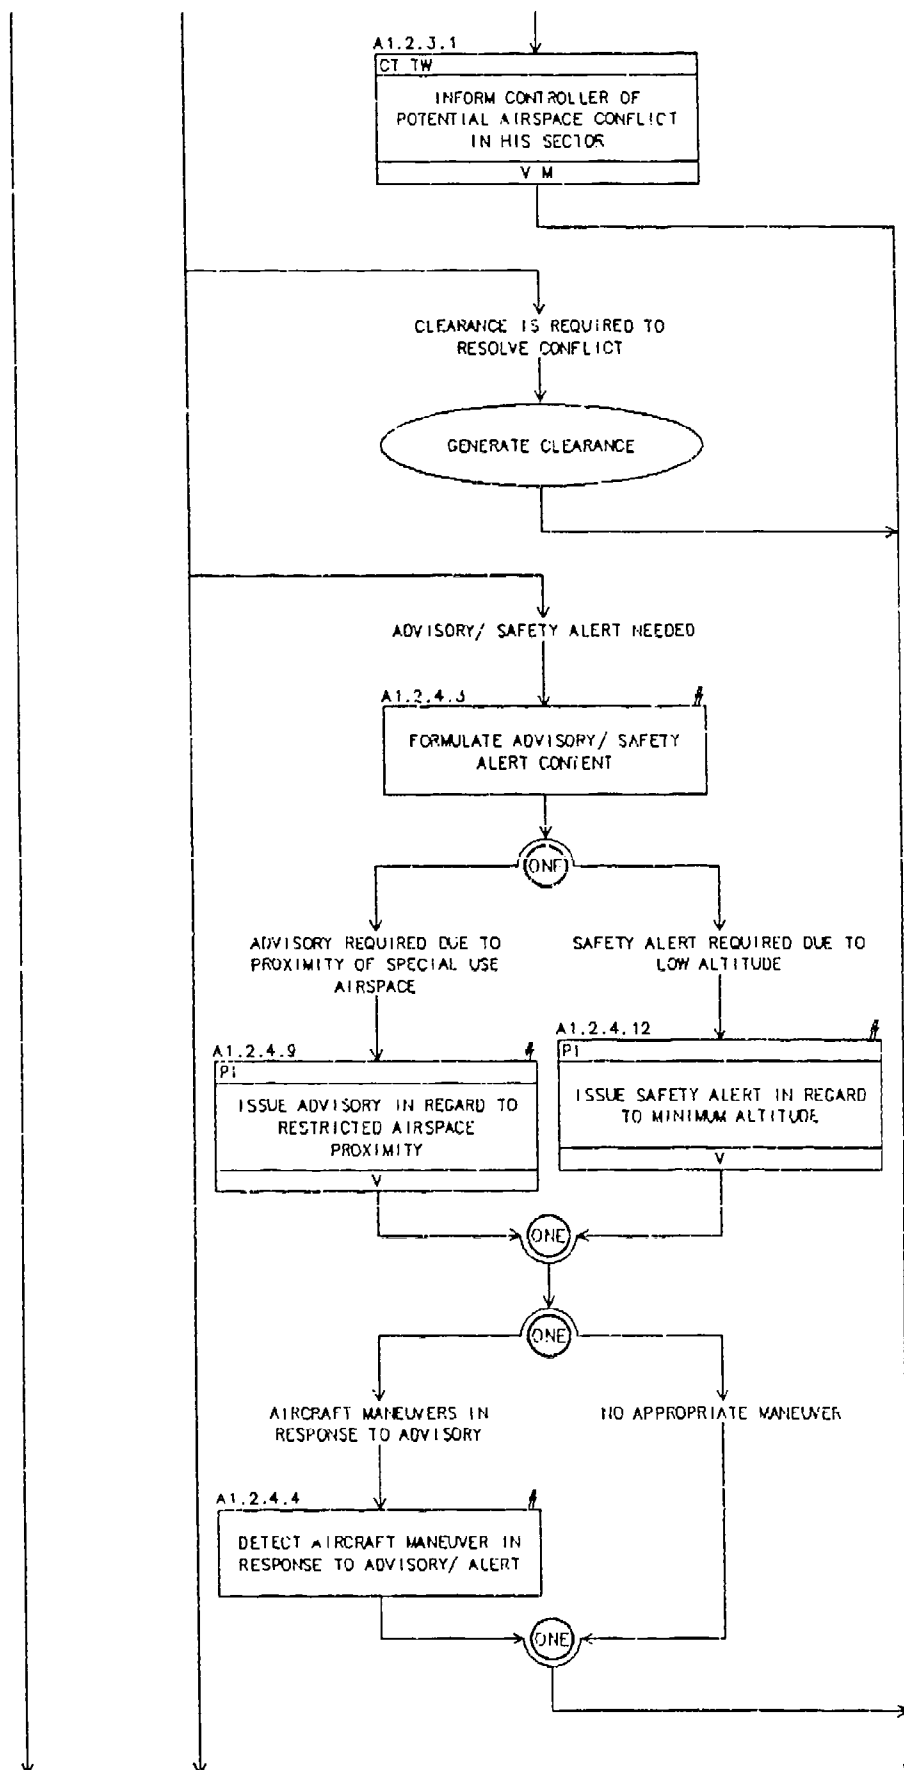 A1.2.3.1
CT TW
INFORM CONTROLLER OF
POTENTIAL AIRSPACE CONFLICT
IN HIS SECTOR
V M
CLEARANCE IS REQUIRED TO
RESOLVE CONFLICT
GENERATE CLEARANCE
ADVISORY/ SAFETY ALERT NEEDED
A1.2.4.3
FORMULATE ADVISORY/ SAFETY
ALERT CONTENT
ONE
ADVISORY REQUIRED DUE TO
PROXIMITY OF SPECIAL USE
AIRSPACE
SAFETY ALERT REQUIRED DUE TO
LOW ALTITUDE
A1.2.4.9
PI
ISSUE ADVISORY IN REGARD TO
RESTRICTED AIRSPACE
PROXIMITY
V
A1.2.4.12
PI
ISSUE SAFETY ALERT IN REGARD
TO MINIMUM ALTITUDE
V
ONE
ONE
AIRCRAFT MANEUVERS IN
RESPONSE TO ADVISORY
NO APPROPRIATE MANEUVER
A1.2.4.4
DETECT AIRCRAFT MANEUVER IN
RESPONSE TO ADVISORY/ ALERT
ONE